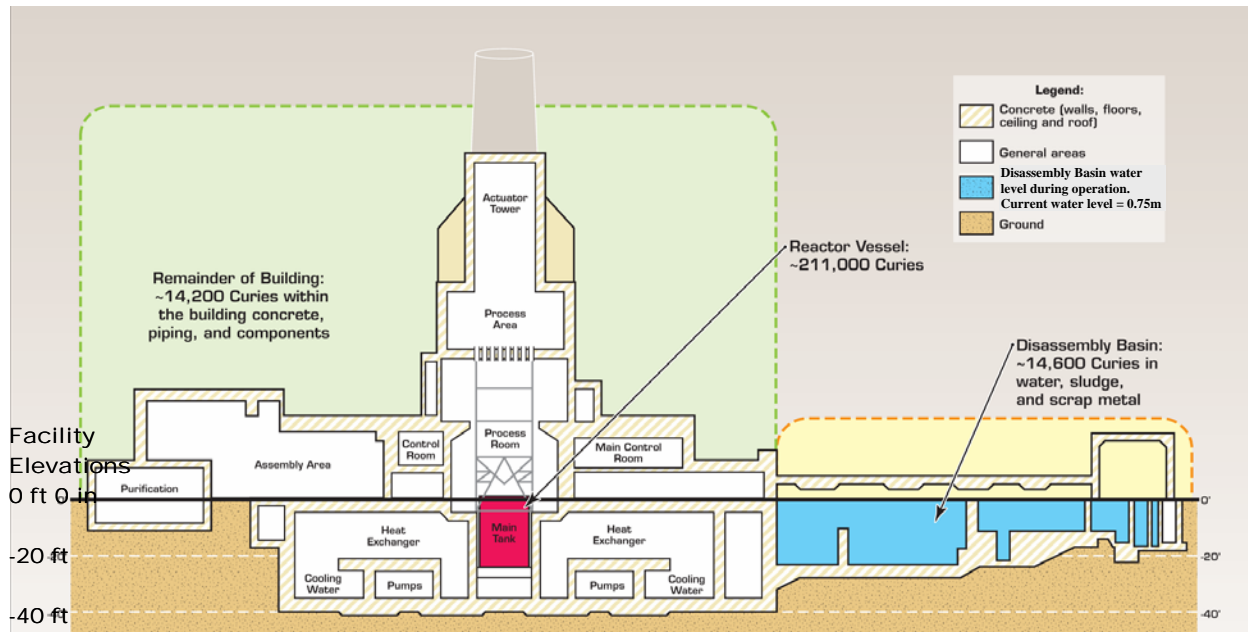 Legend:
Concrete (walls, floors,
ceiling and roof)
General areas
Disassembly Basin water
level during operation.
Current water level = 0.75m
Ground
Actuator
Tower
Reactor Vessel:
~211,000 Curies
Remainder of Building:
~14,200 Curies within
the building concrete,
piping, and components
Process
Area
Disassembly Basin:
~14,600 Curies in
water, sludge,
and scrap metal
Facility
Elevations
0 ft 0 in
-20 ft
-40 ft
Control
Room
Process
Room
Main Control
Room
Assembly Area
Purification
0'
Heat
Exchanger
Main
Tank
Heat
Exchanger
-20'
Cooling
Water
Pumps
Pumps
Cooling
Water
-40'